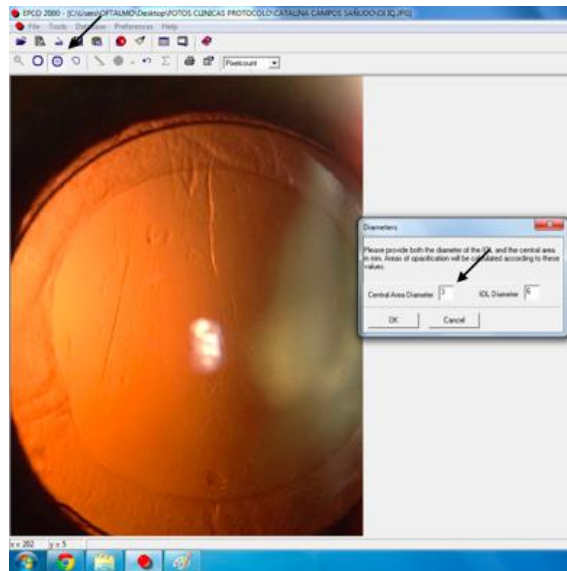 EPCO 2000 - [C:\Users\OFTALMO\Desktop\FOTOS CLINICAS PROTOCOLO\CATALINA CAMPOS SAÑUDO\OI IQ.JPG]
File Tools Database Preferences Help
Pixelcount
Diameters
Please provide both the diameter of the IOL and the central area in mm. Areas of opacification will be calculated according to these values.
Central Area Diameter 3 IOL Diameter 6
OK Cancel
x = 202 y = 5